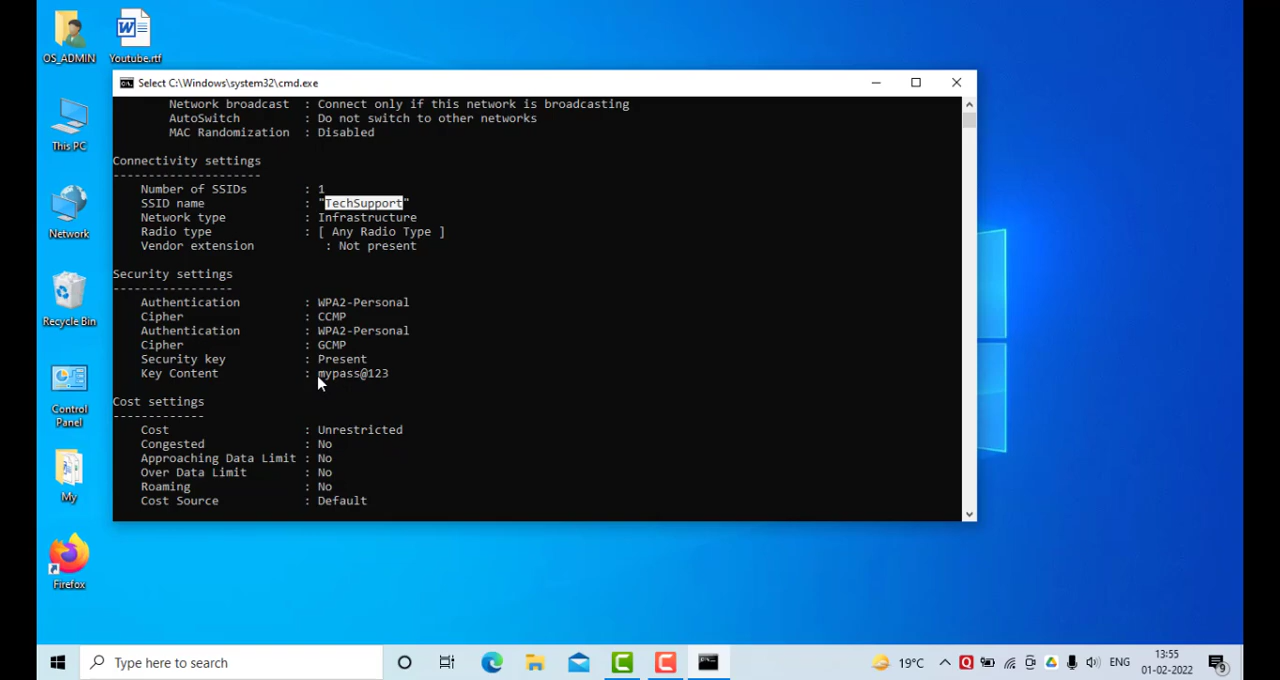 OS_ADMIN
Youtube.rtf
This PC
Network
Recycle Bin
Control
Panel
My
Firefox
Select C:\Windows\system32\cmd.exe
Network broadcast : Connect only if this network is broadcasting
AutoSwitch : Do not switch to other networks
MAC Randomization : Disabled
Connectivity settings
---------------------
Number of SSIDs : 1
SSID name : "TechSupport"
Network type : Infrastructure
Radio type : [ Any Radio Type ]
Vendor extension : Not present
Security settings
-----------------
Authentication : WPA2-Personal
Cipher : CCMP
Authentication : WPA2-Personal
Cipher : GCMP
Security key : Present
Key Content : mypass@123
Cost settings
-------------
Cost : Unrestricted
Congested : No
Approaching Data Limit : No
Over Data Limit : No
Roaming : No
Cost Source : Default
Type here to search
19°C
ENG
13:55
01-02-2022
9